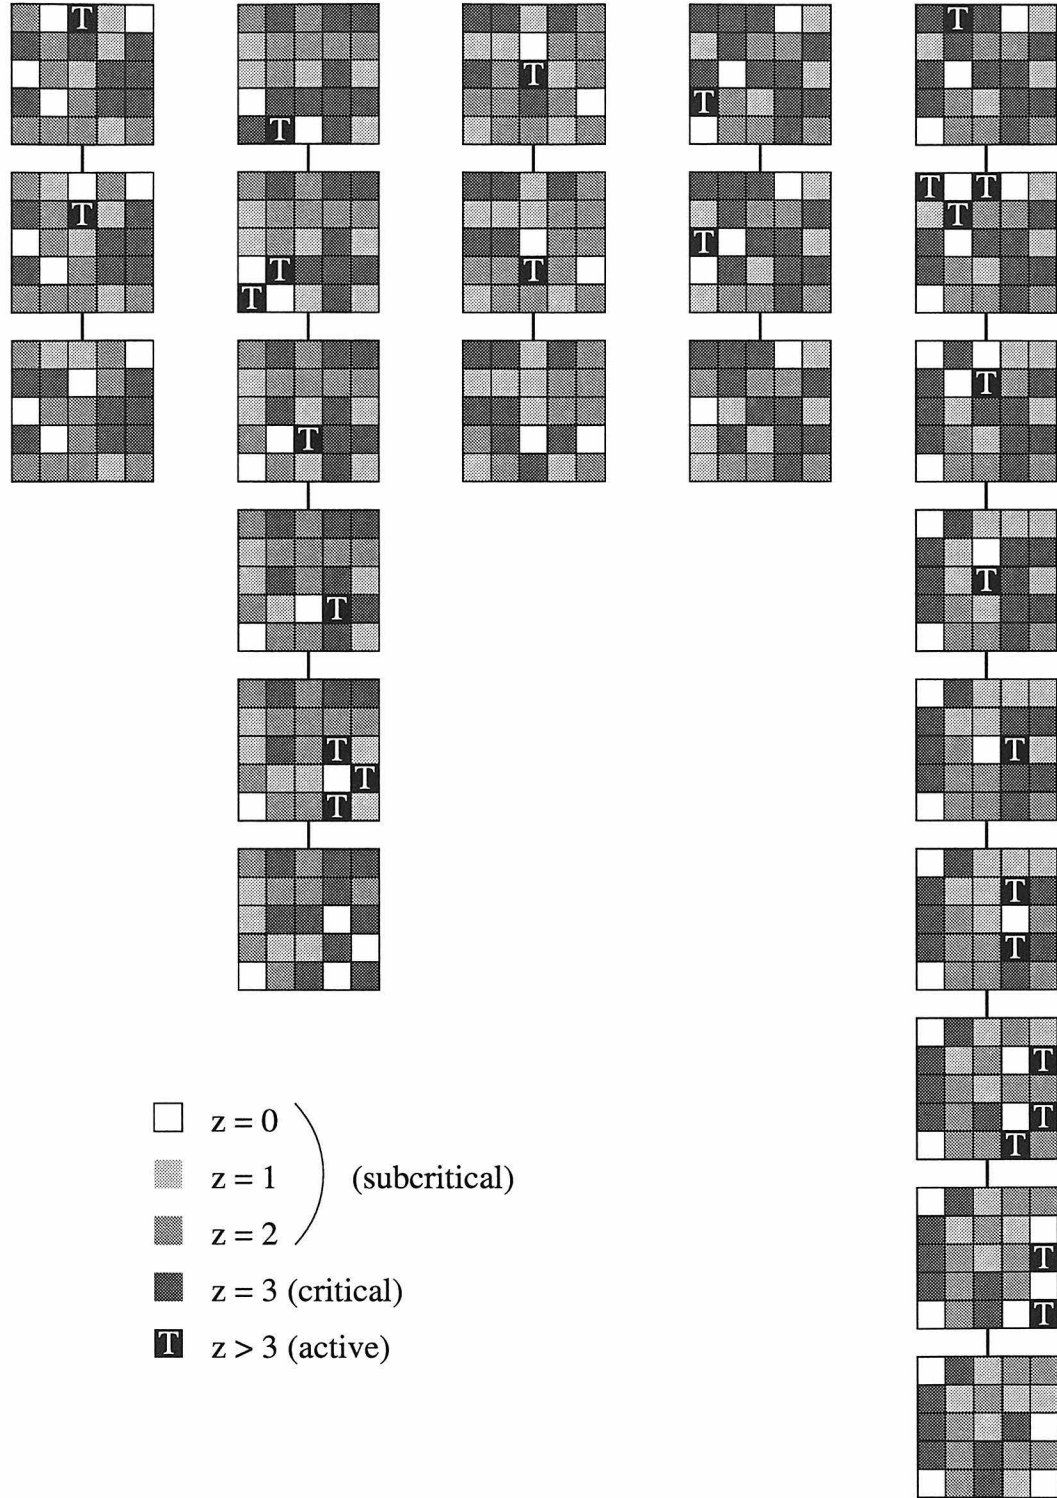 T T T T T
T T T T T
T T T T
T T
T T T
T
T T
T T
T
T T
T
T
T T
z = 0
z = 1 (subcritical)
z = 2
z = 3 (critical)
T z > 3 (active)
T
T